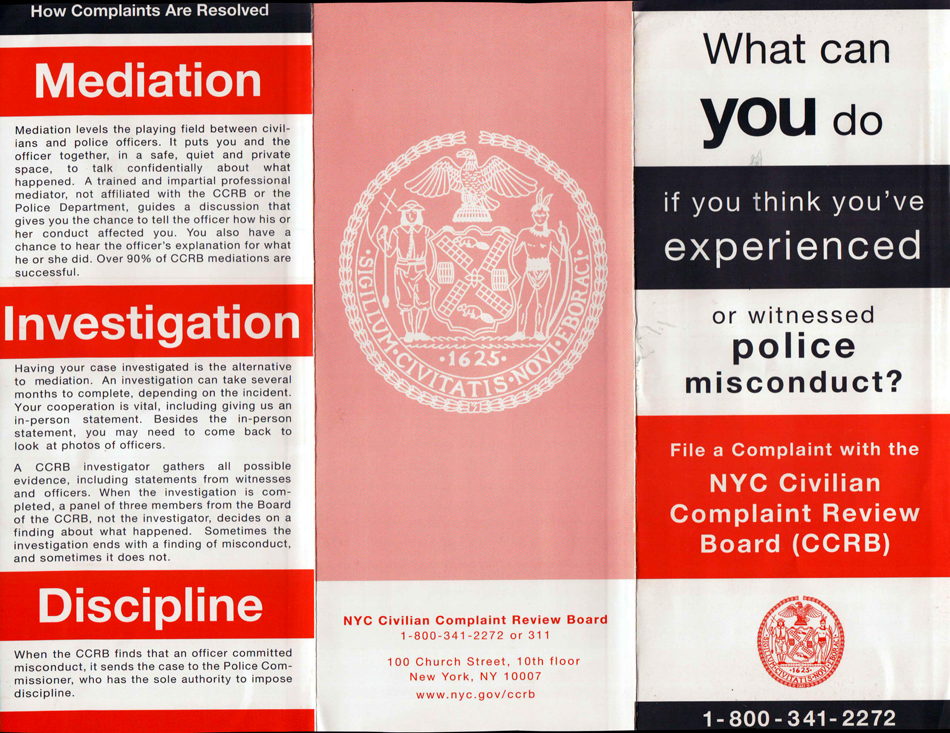 How Complaints Are Resolved
Mediation
Mediation levels the playing field between civil-
ians and police officers. It puts you and the
officer together, in a safe, quiet and private
space, to talk confidentially about what
happened. A trained and impartial professional
mediator, not affiliated with the CCRB or the
Police Department, guides a discussion that
gives you the chance to tell the officer how his or
her conduct affected you. You also have a
chance to hear the officer's explanation for what
he or she did. Over 90% of CCRB mediations are
successful.
Investigation
Having your case investigated is the alternative
to mediation. An investigation can take several
months to complete, depending on the incident.
Your cooperation is vital, including giving us an
in-person statement. Besides the in-person
statement, you may need to come back to
look at photos of officers.
A CCRB investigator gathers all possible
evidence, including statements from witnesses
and officers. When the investigation is com-
pleted, a panel of three members from the Board
of the CCRB, not the investigator, decides on a
finding about what happened. Sometimes the
investigation ends with a finding of misconduct,
and sometimes it does not.
Discipline
When the CCRB finds that an officer committed
misconduct, it sends the case to the Police Com-
missioner, who has the sole authority to impose
discipline.
·SIGILLUM·CIVITATIS·NOVI·EBORACI·
·1625·
NYC Civilian Complaint Review Board
1-800-341-2272 or 311
100 Church Street, 10th floor
New York, NY 10007
www.nyc.gov/ccrb
What can
you do
if you think you've
experienced
or witnessed
police
misconduct?
File a Complaint with the
NYC Civilian
Complaint Review
Board (CCRB)
SIGILLUM·CIVITATIS·NOVI·EBORACI
·1625·
1-800-341-2272